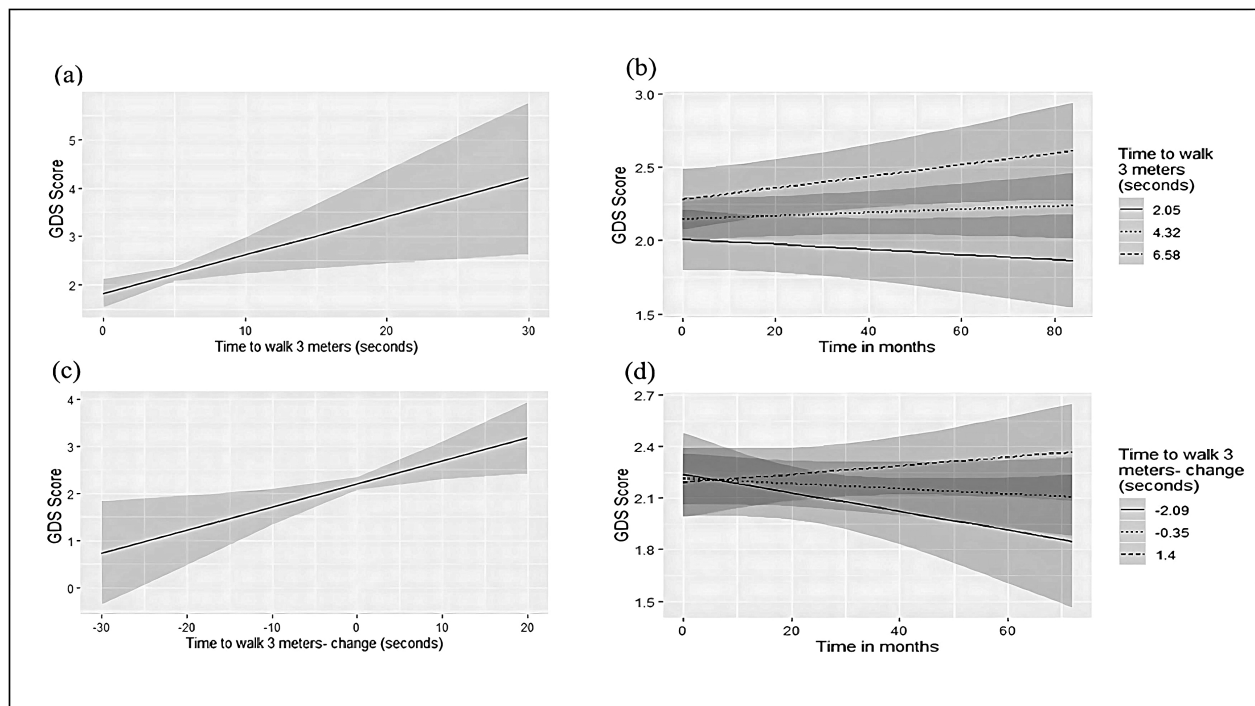 (a)
GDS Score
5
4
3
2
0
10
20
30
Time to walk 3 meters (seconds)
(b)
GDS Score
3.0
2.5
2.0
1.5
0
20
40
60
80
Time in months
Time to walk
3 meters
(seconds)
2.05
4.32
6.58
(c)
GDS Score
4
3
2
1
0
-30
-20
-10
0
10
20
Time to walk 3 meters- change (seconds)
(d)
GDS Score
2.7
2.4
2.1
1.8
1.5
0
20
40
60
Time in months
Time to walk 3
meters- change
(seconds)
-2.09
-0.35
1.4